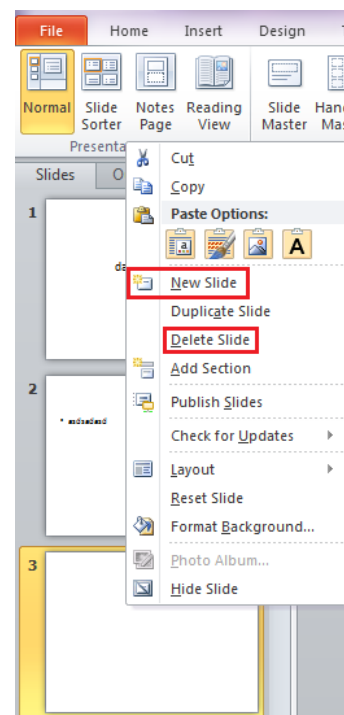 File Home Insert Design
Normal Slide Sorter Notes Page Reading View Slide Master
Presenta
Slides O
Cut
Copy
Paste Options:
New Slide
Duplicate Slide
Delete Slide
Add Section
Publish Slides
Check for Updates
Layout
Reset Slide
Format Background...
Photo Album...
Hide Slide
1
da
2
3